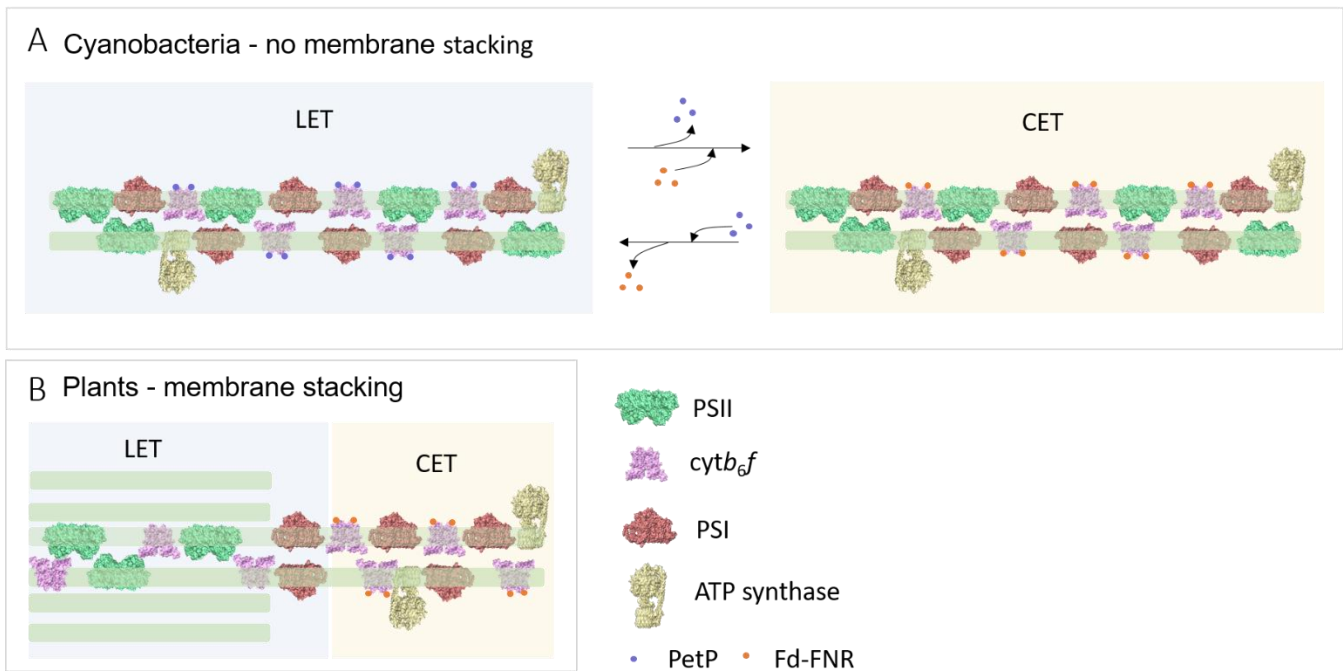 A Cyanobacteria - no membrane stacking
LET
CET
B Plants - membrane stacking
LET
CET
PSII
cytb₆f
PSI
ATP synthase
PetP
Fd-FNR